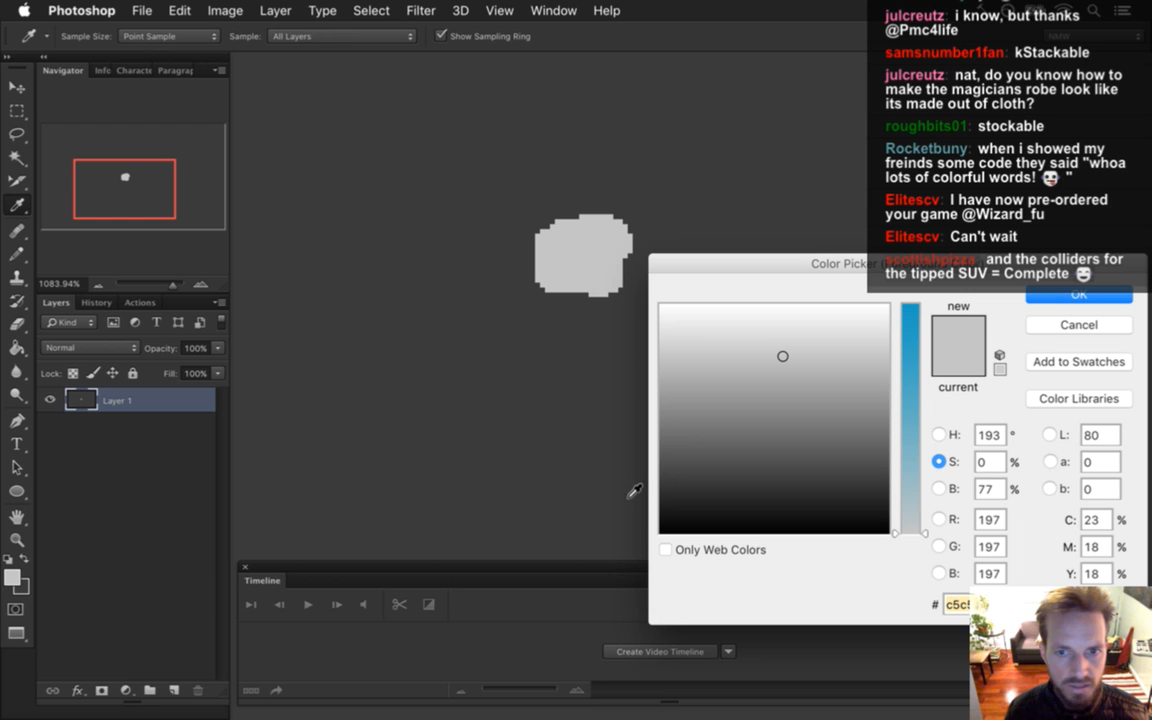 Photoshop File Edit Image Layer Type Select Filter 3D View Window Help
Sample Size: Point Sample Sample: All Layers Show Sampling Ring
NMW
Navigator Info Characte Paragrap
1083.94%
Layers History Actions
Kind
Normal Opacity: 100%
Lock: Fill: 100%
Layer 1
julcreutz: i know, but thanks
@Pmc4life
samsnumber1fan: kStackable
julcreutz: nat, do you know how to
make the magicians robe look like
its made out of cloth?
roughbits01: stockable
Rocketbuny: when i showed my
freinds some code they said "whoa
lots of colorful words! "
Elitescv: I have now pre-ordered
your game @Wizard_fu
Elitescv: Can't wait
scottishpizza: and the colliders for
the tipped SUV = Complete
Color Picker
new
current
OK
Cancel
Add to Swatches
Color Libraries
H: 193 ° L: 80
S: 0 % a: 0
B: 77 % b: 0
R: 197 C: 23 %
G: 197 M: 18 %
B: 197 Y: 18 %
# c5c5
Only Web Colors
Timeline
Create Video Timeline